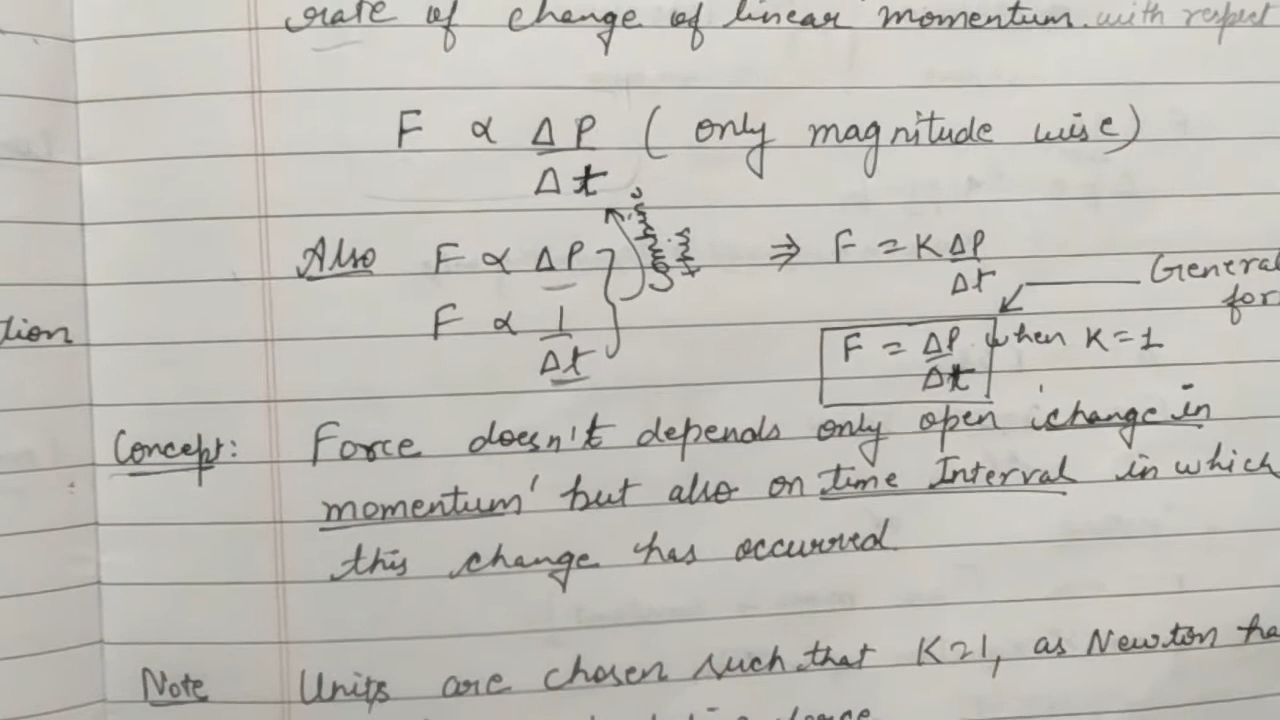 rate of change of linear momentum. with respect
F ∝ ΔP/Δt (only magnitude wise)
Also F ∝ ΔP ⇒ F = K ΔP/Δt
F ∝ 1/Δt
General
for
F = ΔP/Δt when K = 1
tion
Concept: Force doesn't depends only open 'change in
momentum' but also on time Interval in which
this change has occurred
Note Units are chosen such that K=1, as Newton ha